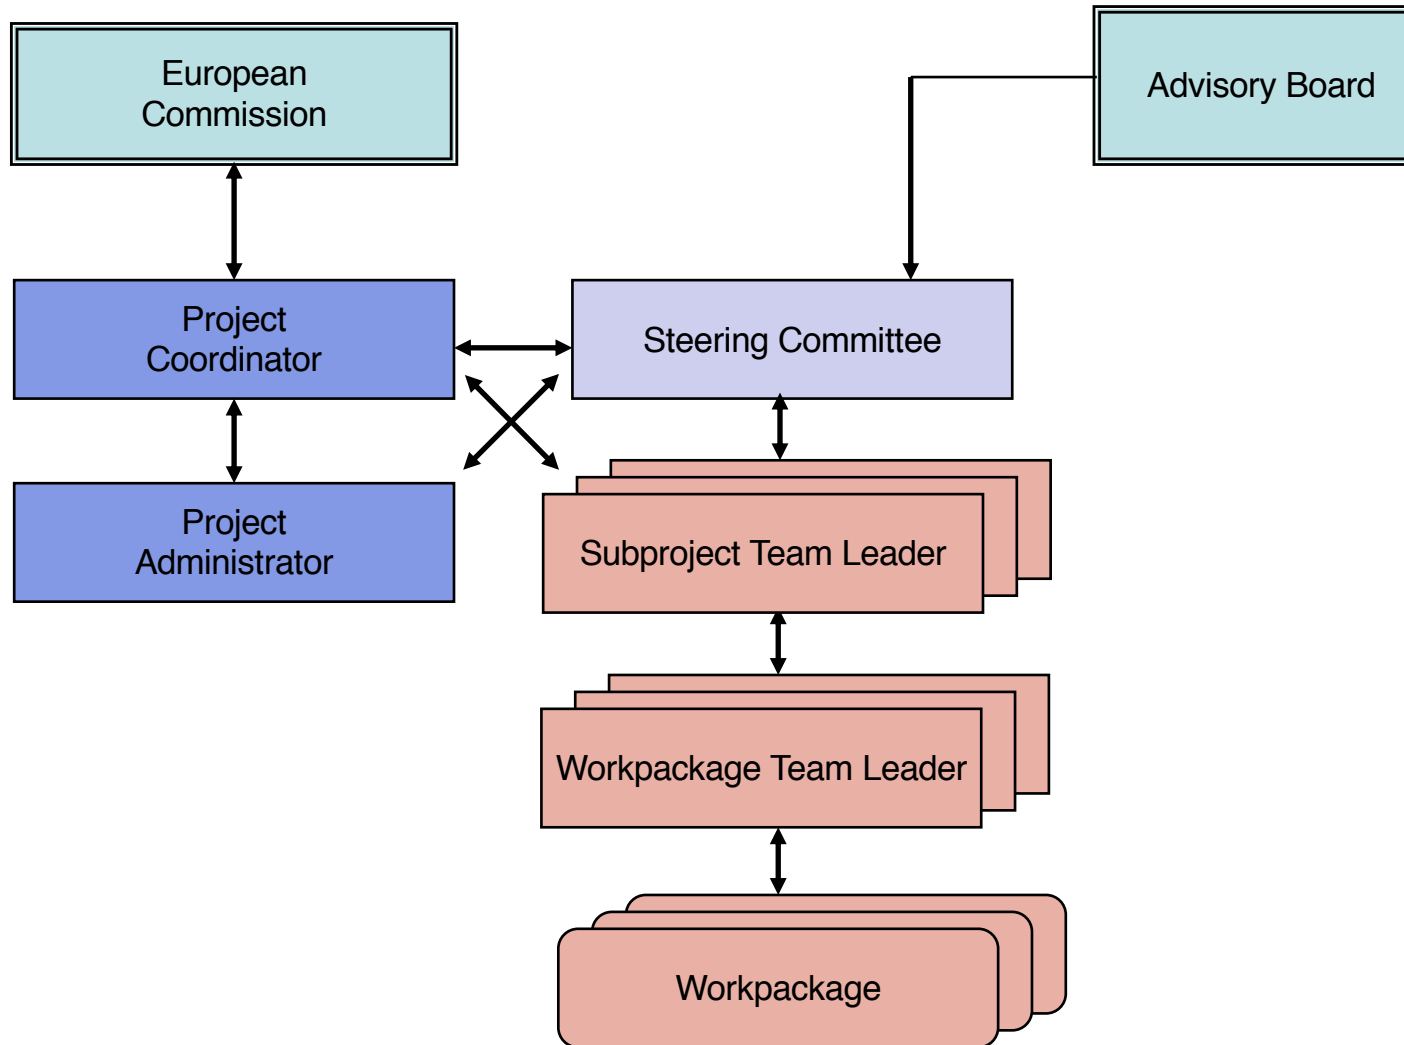 European
Commission
Advisory Board
Project
Coordinator
Steering Committee
Project
Administrator
Subproject Team Leader
Workpackage Team Leader
Workpackage